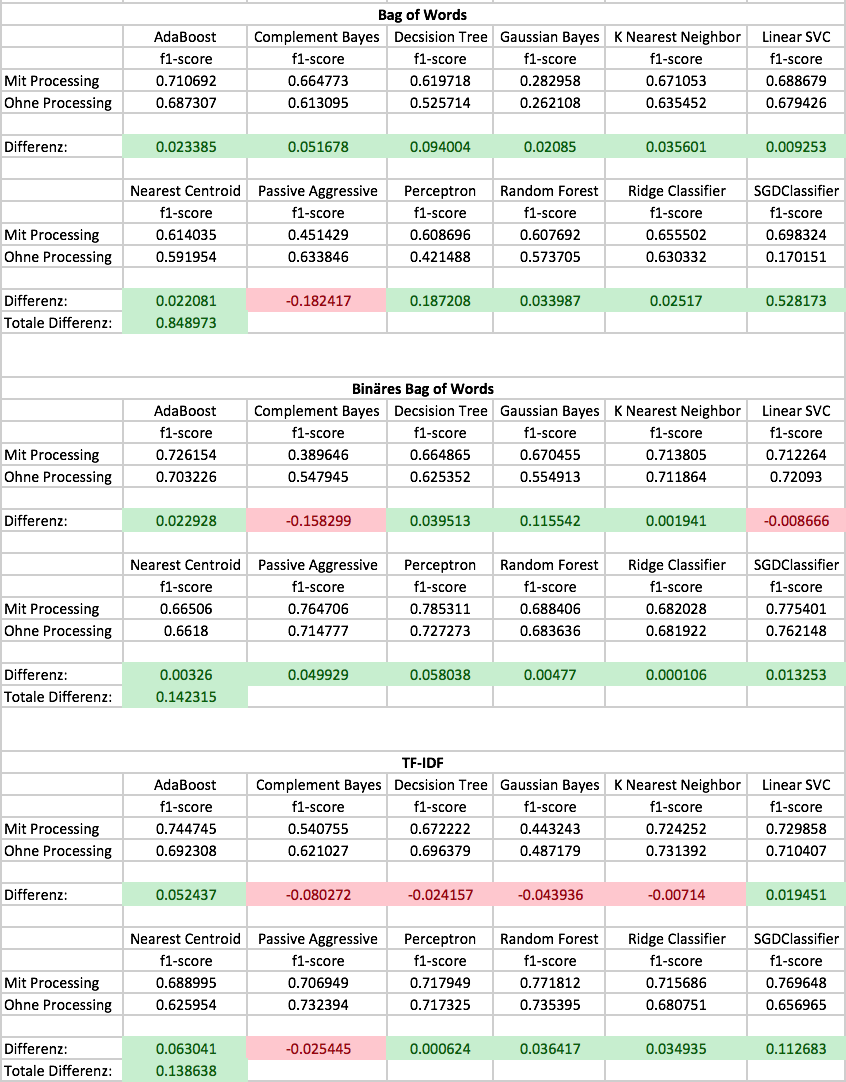 Bag of Words
AdaBoost Complement Bayes Decsision Tree Gaussian Bayes K Nearest Neighbor Linear SVC
f1-score f1-score f1-score f1-score f1-score f1-score
Mit Processing 0.710692 0.664773 0.619718 0.282958 0.671053 0.688679
Ohne Processing 0.687307 0.613095 0.525714 0.262108 0.635452 0.679426
Differenz: 0.023385 0.051678 0.094004 0.02085 0.035601 0.009253
Nearest Centroid Passive Aggressive Perceptron Random Forest Ridge Classifier SGDClassifier
f1-score f1-score f1-score f1-score f1-score f1-score
Mit Processing 0.614035 0.451429 0.608696 0.607692 0.655502 0.698324
Ohne Processing 0.591954 0.633846 0.421488 0.573705 0.630332 0.170151
Differenz: 0.022081 -0.182417 0.187208 0.033987 0.02517 0.528173
Totale Differenz: 0.848973
Binäres Bag of Words
AdaBoost Complement Bayes Decsision Tree Gaussian Bayes K Nearest Neighbor Linear SVC
f1-score f1-score f1-score f1-score f1-score f1-score
Mit Processing 0.726154 0.389646 0.664865 0.670455 0.713805 0.712264
Ohne Processing 0.703226 0.547945 0.625352 0.554913 0.711864 0.72093
Differenz: 0.022928 -0.158299 0.039513 0.115542 0.001941 -0.008666
Nearest Centroid Passive Aggressive Perceptron Random Forest Ridge Classifier SGDClassifier
f1-score f1-score f1-score f1-score f1-score f1-score
Mit Processing 0.66506 0.764706 0.785311 0.688406 0.682028 0.775401
Ohne Processing 0.6618 0.714777 0.727273 0.683636 0.681922 0.762148
Differenz: 0.00326 0.049929 0.058038 0.00477 0.000106 0.013253
Totale Differenz: 0.142315
TF-IDF
AdaBoost Complement Bayes Decsision Tree Gaussian Bayes K Nearest Neighbor Linear SVC
f1-score f1-score f1-score f1-score f1-score f1-score
Mit Processing 0.744745 0.540755 0.672222 0.443243 0.724252 0.729858
Ohne Processing 0.692308 0.621027 0.696379 0.487179 0.731392 0.710407
Differenz: 0.052437 -0.080272 -0.024157 -0.043936 -0.00714 0.019451
Nearest Centroid Passive Aggressive Perceptron Random Forest Ridge Classifier SGDClassifier
f1-score f1-score f1-score f1-score f1-score f1-score
Mit Processing 0.688995 0.706949 0.717949 0.771812 0.715686 0.769648
Ohne Processing 0.625954 0.732394 0.717325 0.735395 0.680751 0.656965
Differenz: 0.063041 -0.025445 0.000624 0.036417 0.034935 0.112683
Totale Differenz: 0.138638